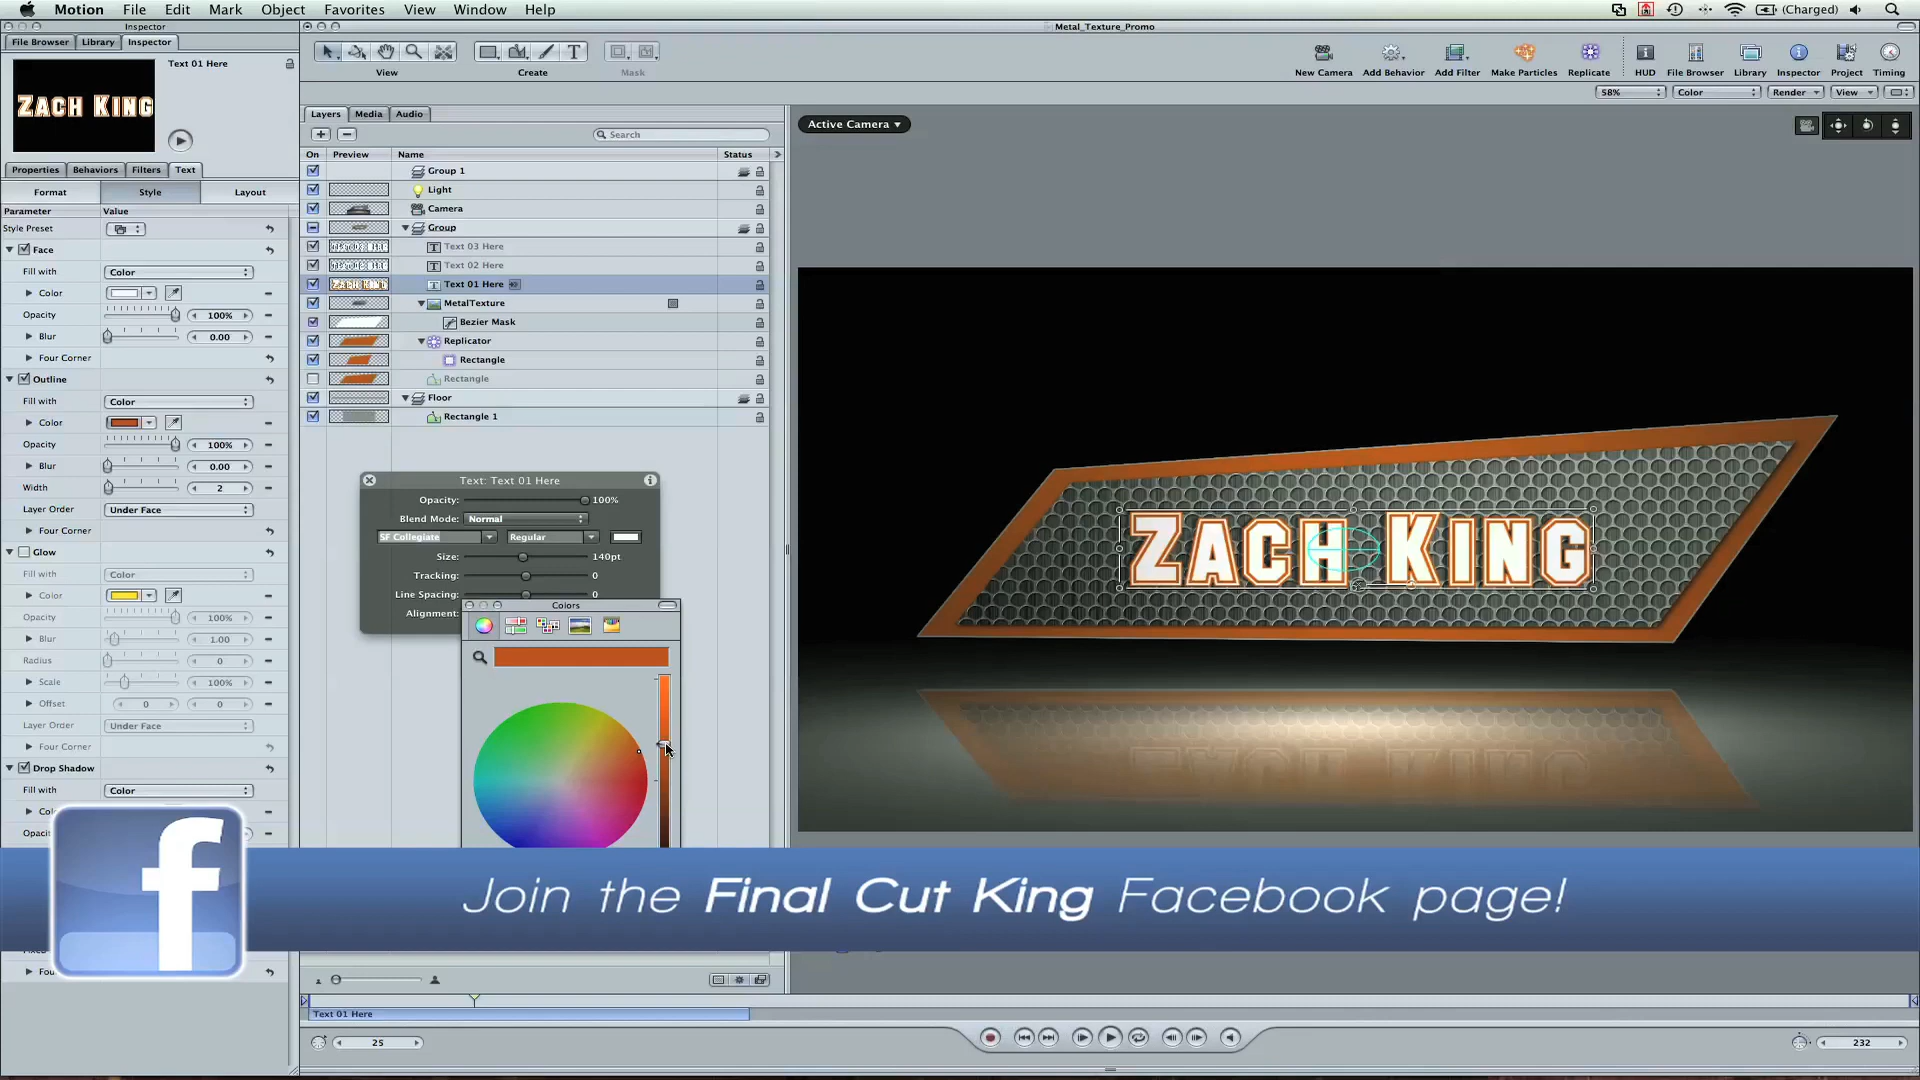 Motion File Edit Mark Object Favorites View Window Help (Charged)
Inspector
Metal_Texture_Promo
File Browser Library Inspector
Text 01 Here
ZACH KING
View Create Mask
New Camera Add Behavior Add Filter Make Particles Replicate HUD File Browser Library Inspector Project Timing
58% Color Render View
Layers Media Audio
Active Camera
Search
On Preview Name Status
Properties Behaviors Filters Text
Format Style Layout
Parameter Value
Style Preset
Face
Fill with Color
Color
Opacity 100%
Blur 0.00
Four Corner
Outline
Fill with Color
Color
Opacity 100%
Blur 0.00
Width 2
Layer Order Under Face
Four Corner
Glow
Fill with Color
Color
Opacity 100%
Blur 1.00
Radius 0
Scale 100%
Offset 0 0
Layer Order Under Face
Four Corner
Drop Shadow
Fill with Color
Group 1
Light
Camera
Group
Text 03 Here
Text 02 Here
ZACH KING Text 01 Here
MetalTexture
Bezier Mask
Replicator
Rectangle
Rectangle
Floor
Rectangle 1
Text: Text 01 Here
Opacity: 100%
Blend Mode: Normal
SF Collegiate Regular
Size: 140pt
Tracking: 0
Line Spacing: 0
Alignment:
Colors
ZACH KING
f
Join the Final Cut King Facebook page!
Text 01 Here
25
232